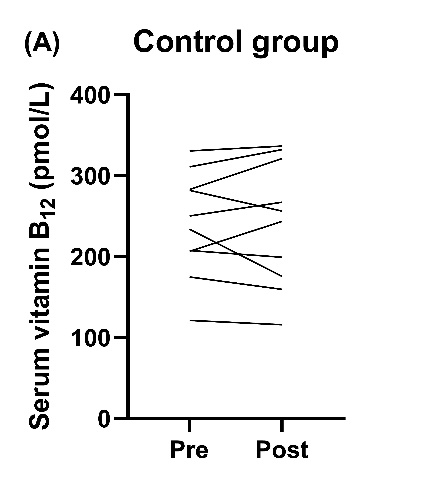 (A) Control group
Serum vitamin B₁₂ (pmol/L)
400
300
200
100
0
Pre Post